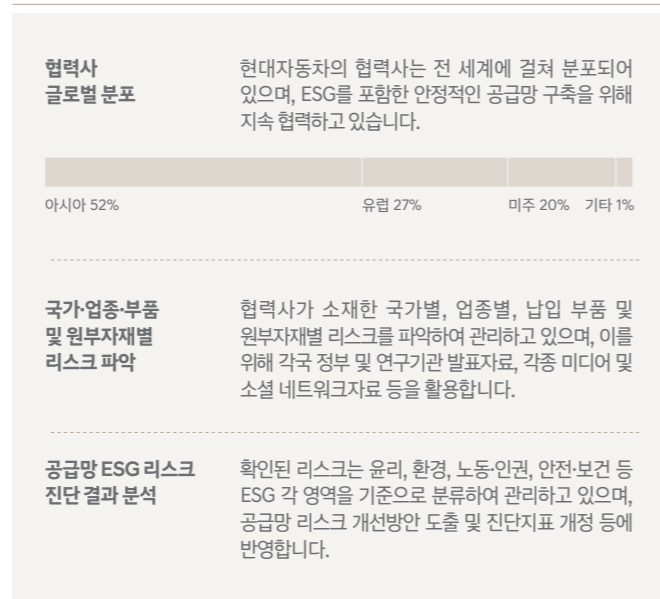 협력사
글로벌 분포
현대자동차의 협력사는 전 세계에 걸쳐 분포되어
있으며, ESG를 포함한 안정적인 공급망 구축을 위해
지속 협력하고 있습니다.
아시아 52% 유럽 27% 미주 20% 기타 1%
국가·업종·부품
및 원부자재별
리스크 파악
협력사가 소재한 국가별, 업종별, 납입 부품 및
원부자재별 리스크를 파악하여 관리하고 있으며, 이를
위해 각국 정부 및 연구기관 발표자료, 각종 미디어 및
소셜 네트워크자료 등을 활용합니다.
공급망 ESG 리스크
진단 결과 분석
확인된 리스크는 윤리, 환경, 노동·인권, 안전·보건 등
ESG 각 영역을 기준으로 분류하여 관리하고 있으며,
공급망 리스크 개선방안 도출 및 진단지표 개정 등에
반영합니다.